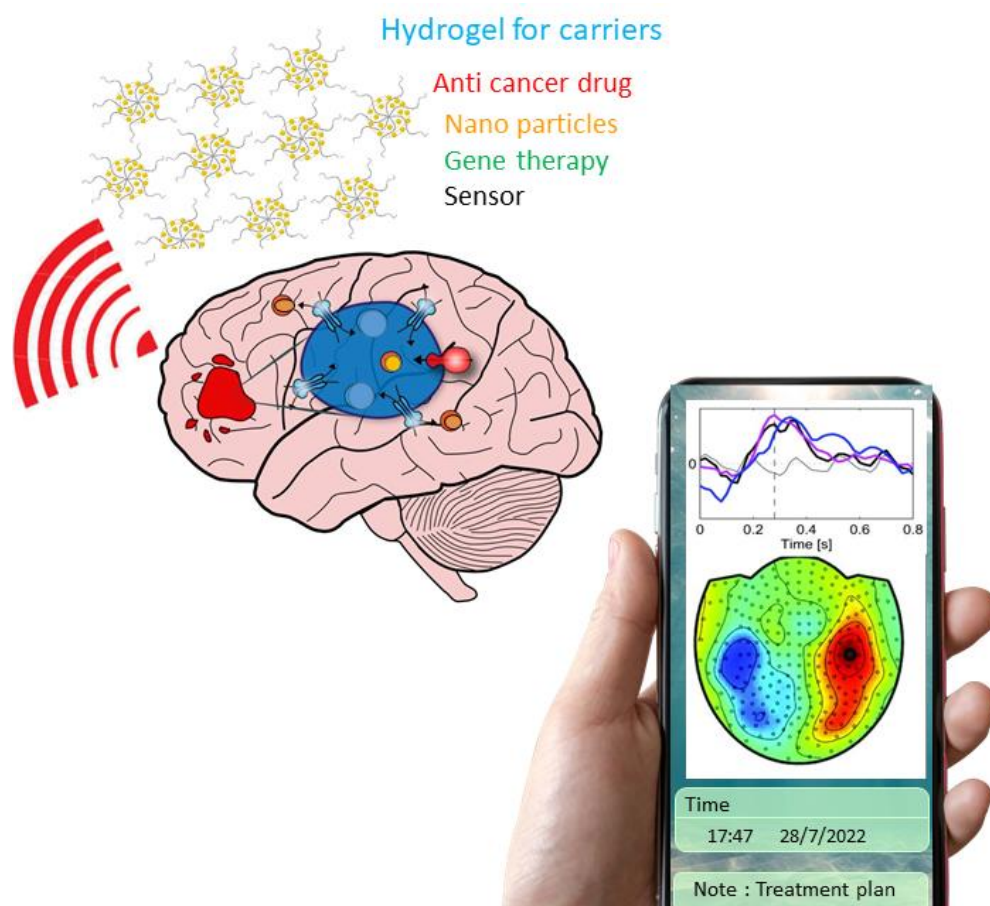 Hydrogel for carriers
Anti cancer drug
Nano particles
Gene therapy
Sensor
0
0 0.2 0.4 0.6 0.8
Time [s]
Time
17:47 28/7/2022
Note : Treatment plan